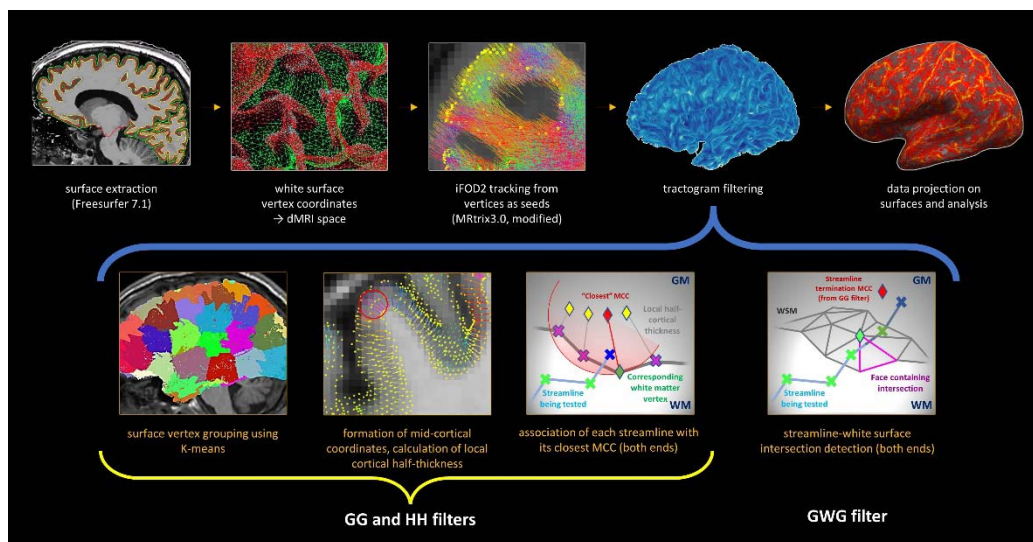 surface extraction
(Freesurfer 7.1)
white surface
vertex coordinates
→ dMRI space
iFOD2 tracking from
vertices as seeds
(MRtrix3.0, modified)
tractogram filtering
data projection on
surfaces and analysis
GM
"Closest" MCC
Local half-
cortical
thickness
Corresponding
white matter
vertex
Streamline
being tested
WM
Streamline
termination MCC
(from GG filter)
GM
WSM
Face containing
intersection
Streamline
being tested
WM
surface vertex grouping using
K-means
formation of mid-cortical
coordinates, calculation of local
cortical half-thickness
association of each streamline with
its closest MCC (both ends)
streamline-white surface
intersection detection (both ends)
GG and HH filters
GWG filter